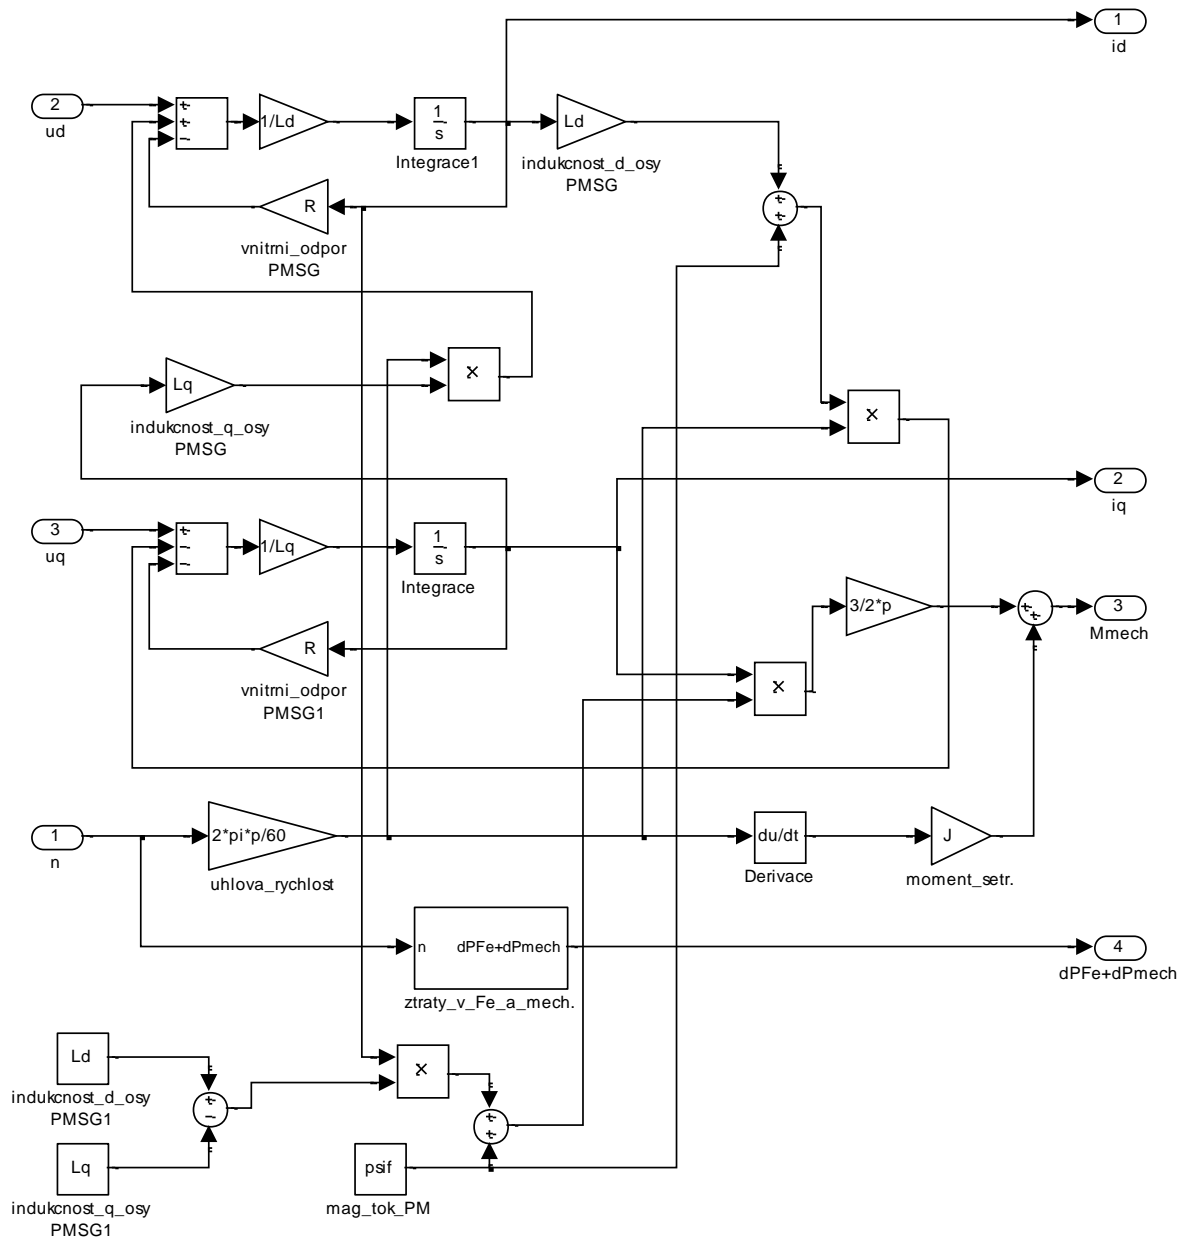 1
id
2
ud
+
+
−
1/Ld
1
s
Integrace1
Ld
indukcnost_d_osy
PMSG
R
vnitrni_odpor
PMSG
+
+
Lq
indukcnost_q_osy
PMSG
×
×
2
iq
3
uq
+
−
−
1/Lq
1
s
Integrace
R
vnitrni_odpor
PMSG1
×
3/2*p
+
+
3
Mmech
1
n
2*pi*p/60
uhlova_rychlost
du/dt
Derivace
J
moment_setr.
n
dPFe+dPmech
ztraty_v_Fe_a_mech.
4
dPFe+dPmech
Ld
indukcnost_d_osy
PMSG1
+
−
×
+
+
Lq
indukcnost_q_osy
PMSG1
psif
mag_tok_PM